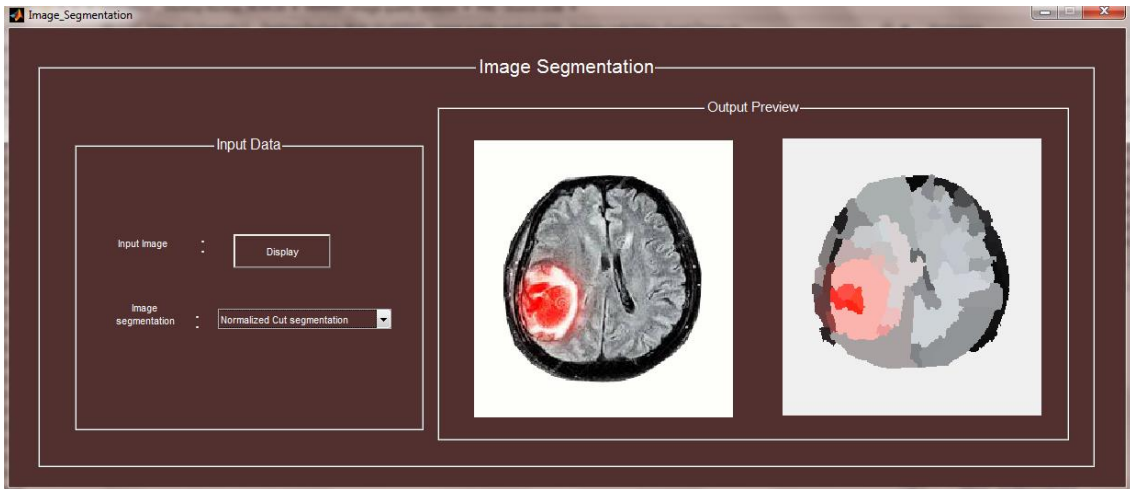 Image_Segmentation
Image Segmentation
Output Preview
Input Data
Input Image :
Display
Image
segmentation :
Normalized Cut segmentation